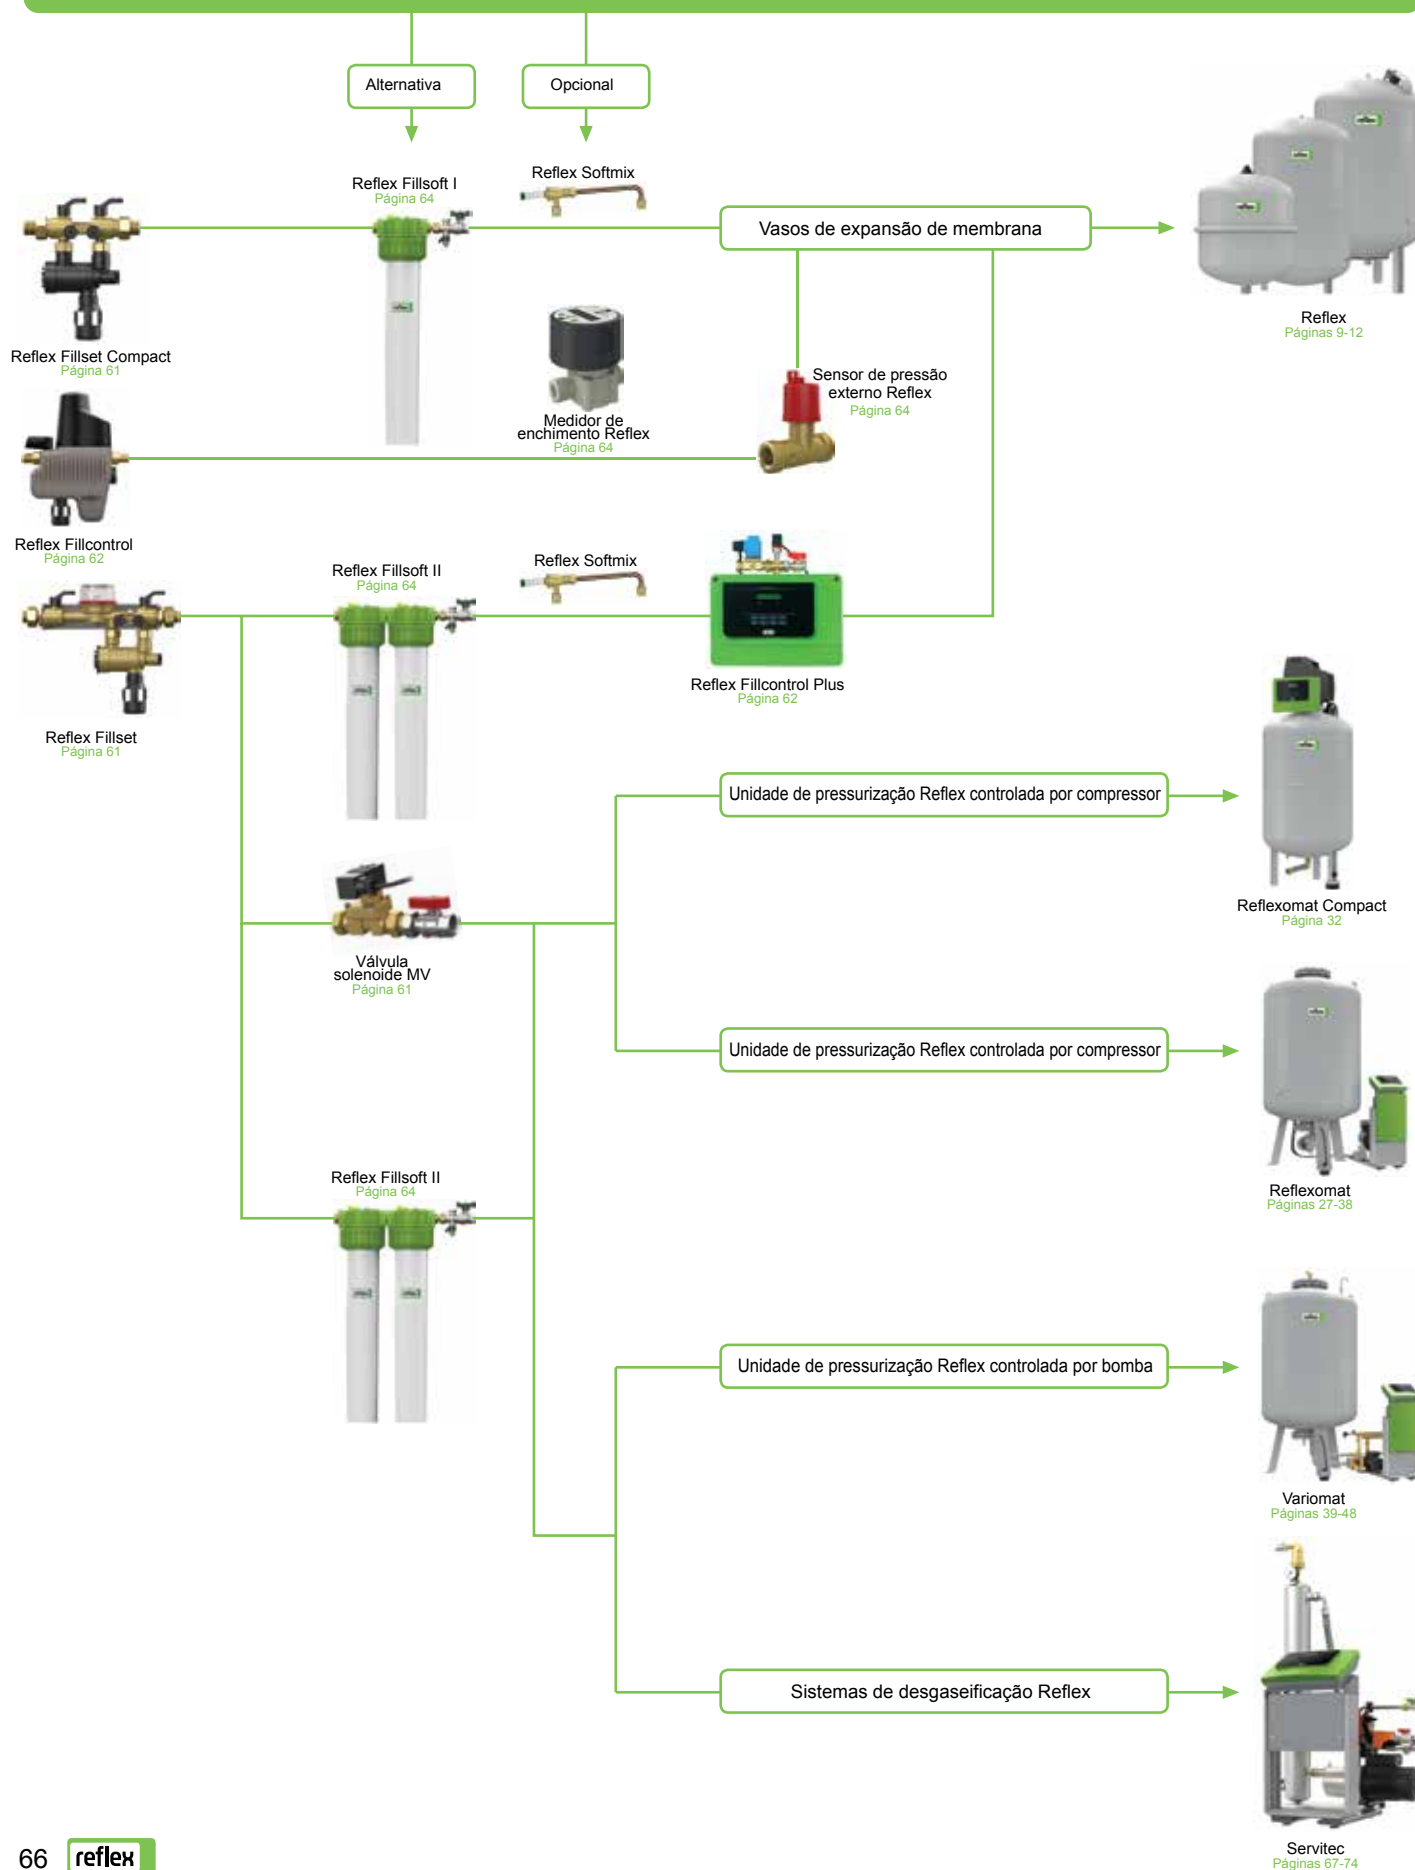 Alternativa
Opcional
Reflex Fillsoft I
Página 64
Reflex Softmix
Vasos de expansão de membrana
Reflex
Páginas 9-12
Reflex Fillset Compact
Página 61
Medidor de
enchimento Reflex
Página 64
Sensor de pressão
externo Reflex
Página 64
Reflex Fillcontrol
Página 62
Reflex Fillsoft II
Página 64
Reflex Softmix
Reflex Fillcontrol Plus
Página 62
Reflex Fillset
Página 61
Unidade de pressurização Reflex controlada por compressor
Reflexomat Compact
Página 32
Válvula
solenoide MV
Página 61
Unidade de pressurização Reflex controlada por compressor
Reflexomat
Páginas 27-38
Reflex Fillsoft II
Página 64
Unidade de pressurização Reflex controlada por bomba
Variomat
Páginas 39-48
Sistemas de desgaseificação Reflex
Servitec
Páginas 67-74
66
reflex